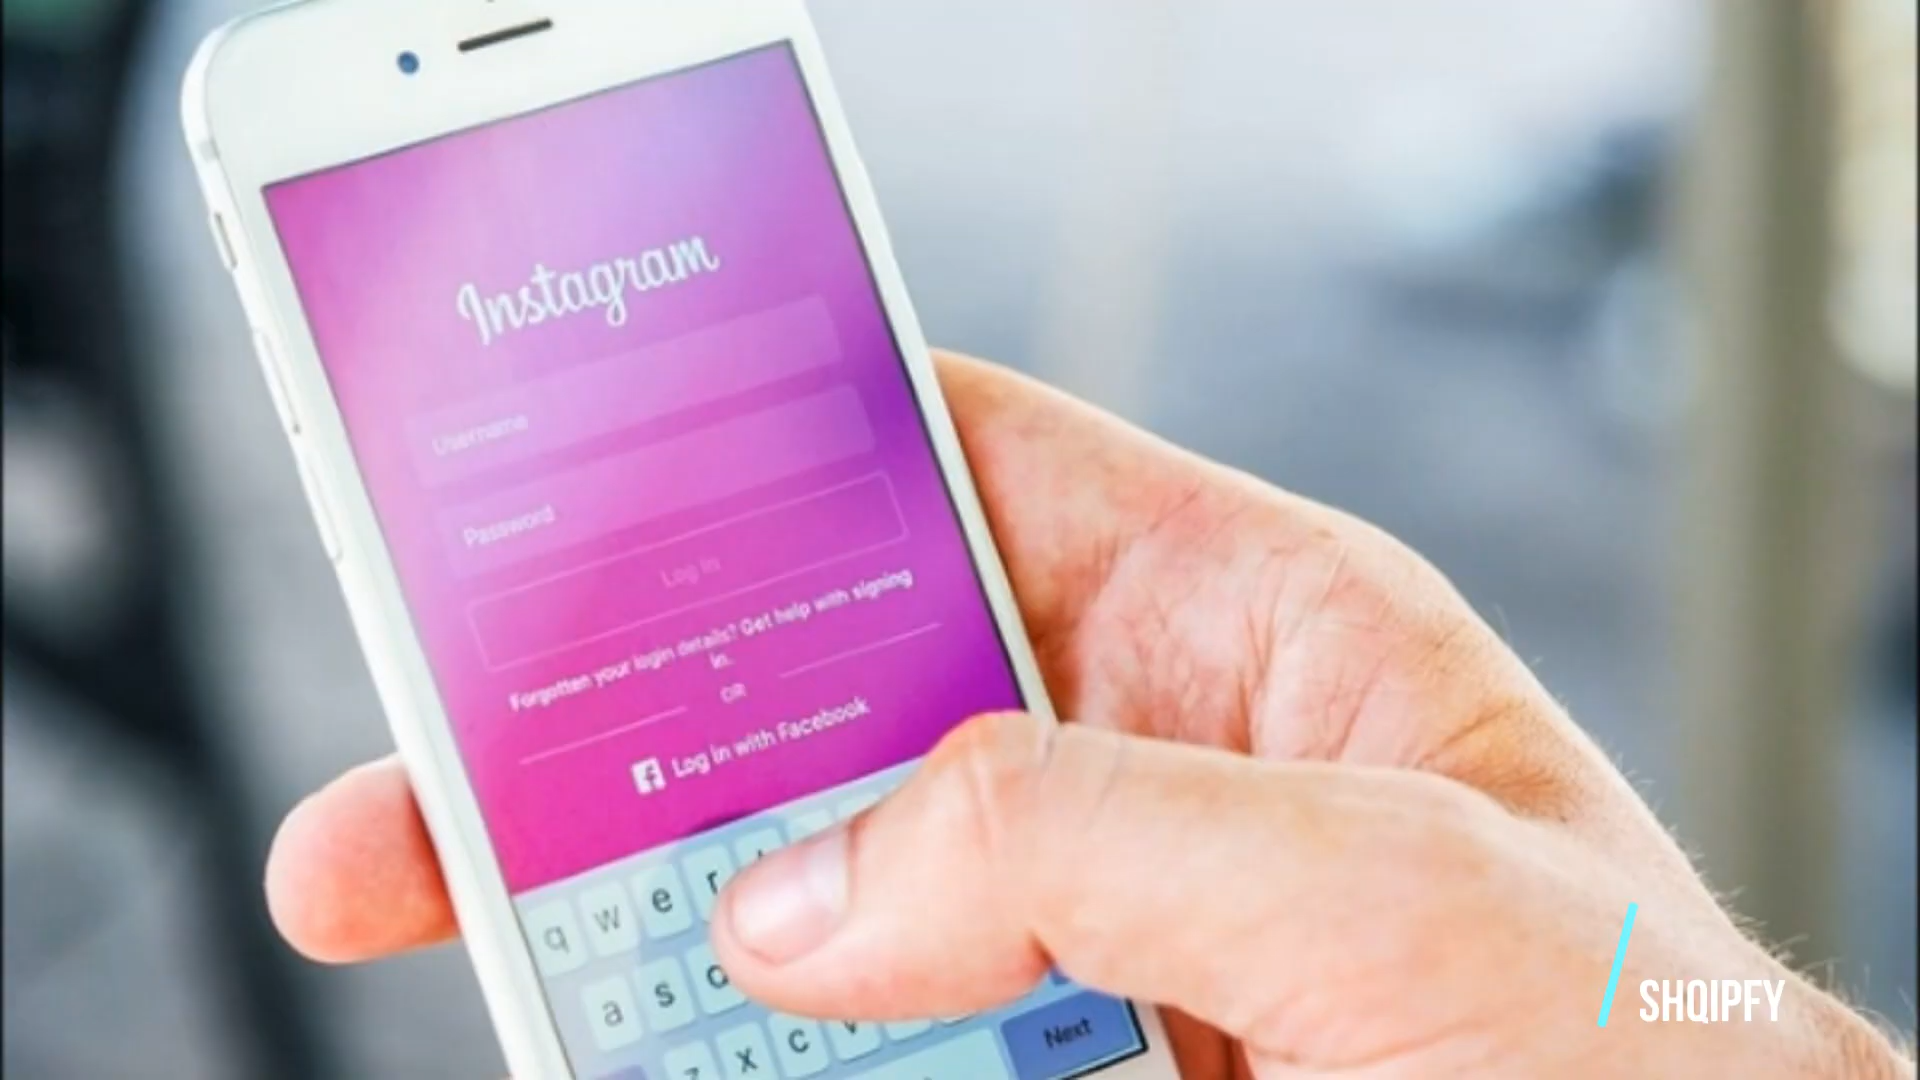 Instagram
Username
Password
Log in
Forgotten your login details? Get help with signing
in.
OR
f Log in with Facebook
q w e r
a s
z x c v
Next
SHQIPFY